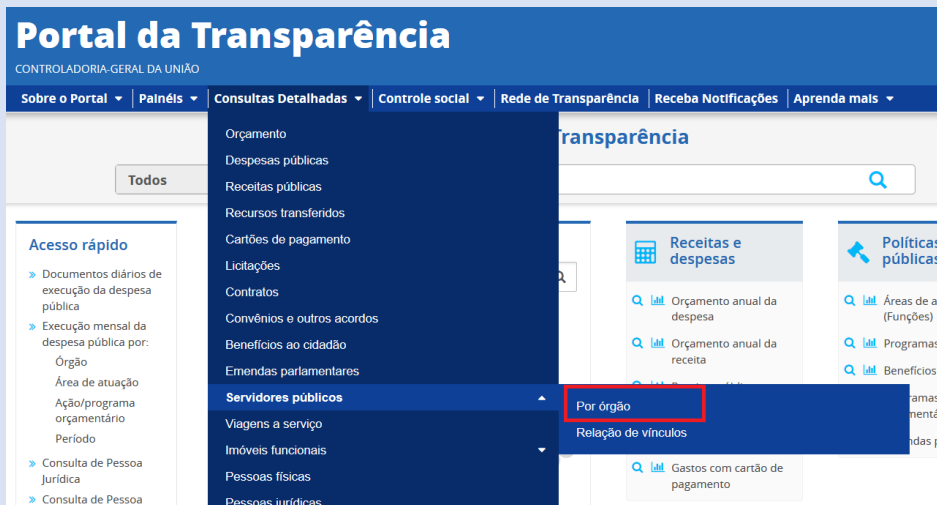 Portal da Transparência
CONTROLADORIA-GERAL DA UNIÃO
Sobre o Portal
Painéis
Consultas Detalhadas
Controle social
Rede de Transparência
Receba Notificações
Aprenda mais
Transparência
Todos
Orçamento
Despesas públicas
Receitas públicas
Recursos transferidos
Cartões de pagamento
Licitações
Contratos
Convênios e outros acordos
Benefícios ao cidadão
Emendas parlamentares
Servidores públicos
Viagens a serviço
Imóveis funcionais
Pessoas físicas
Pessoas jurídicas
Por órgão
Relação de vínculos
Acesso rápido
Documentos diários de
execução da despesa
pública
Execução mensal da
despesa pública por:
Órgão
Área de atuação
Ação/programa
orçamentário
Período
Consulta de Pessoa
Jurídica
Consulta de Pessoa
Receitas e
despesas
Orçamento anual da
despesa
Orçamento anual da
receita
Gastos com cartão de
pagamento
Políticas
públicas
Áreas de a
(Funções)
Programas
Benefícios